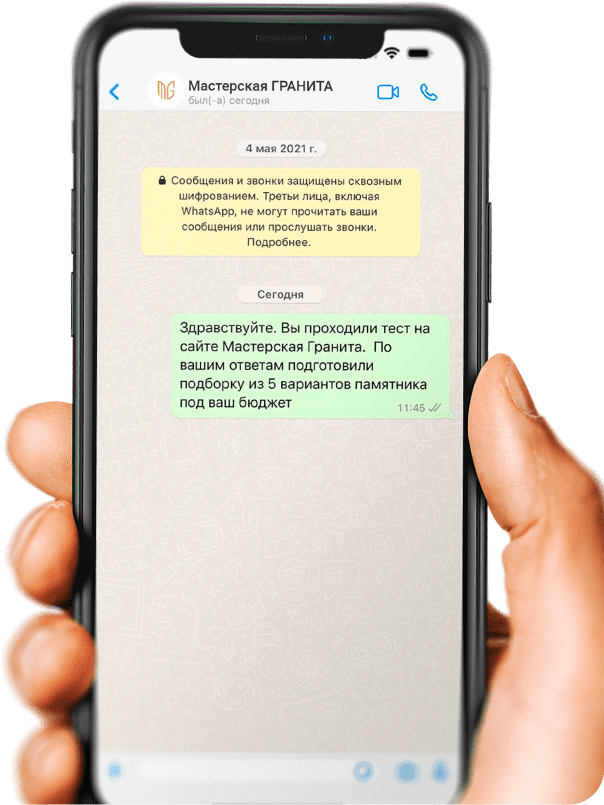 MG
Мастерская ГРАНИТА
был(-а) сегодня
4 мая 2021 г.
Сообщения и звонки защищены сквозным
шифрованием. Третьи лица, включая
WhatsApp, не могут прочитать ваши
сообщения или прослушать звонки.
Подробнее.
Сегодня
Здравствуйте. Вы проходили тест на
сайте Мастерская Гранита.  По
вашим ответам подготовили
подборку из 5 вариантов памятника
под ваш бюджет
11:45